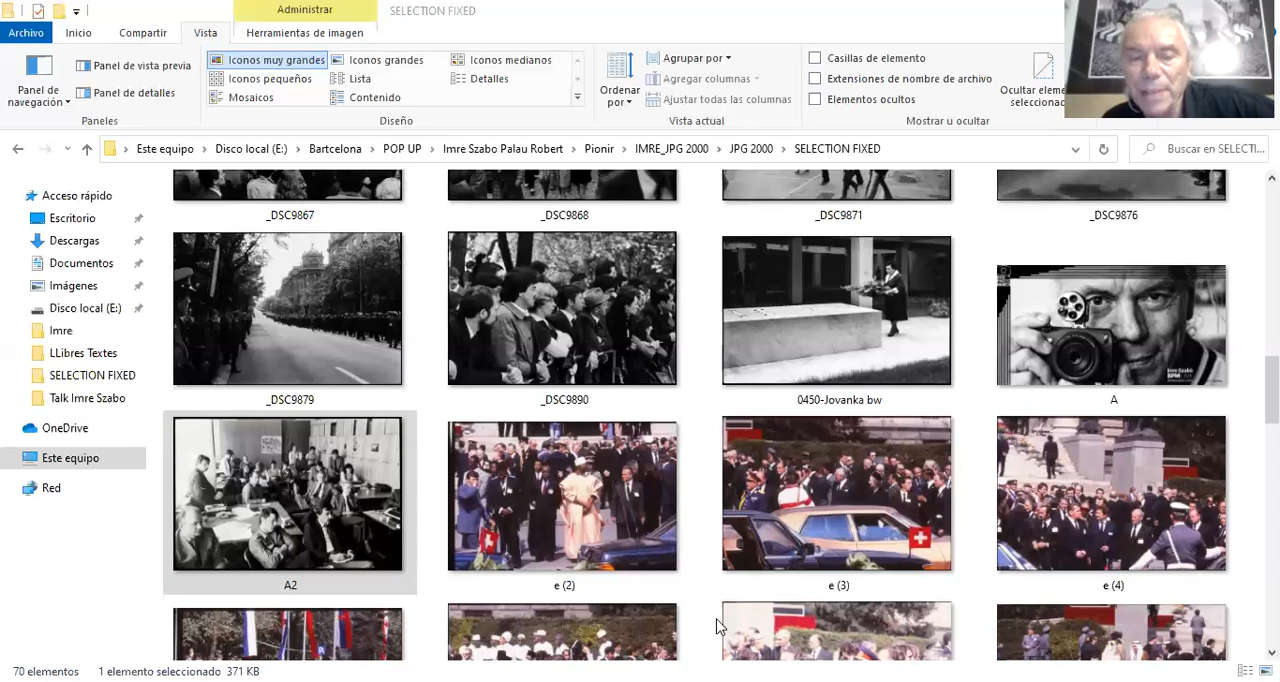 Administrar
SELECTION FIXED
Archivo
Inicio
Compartir
Vista
Herramientas de imagen
Panel de navegación
Panel de vista previa
Panel de detalles
Paneles
Iconos muy grandes
Iconos grandes
Iconos medianos
Iconos pequeños
Lista
Detalles
Mosaicos
Contenido
Diseño
Ordenar por
Agrupar por
Agregar columnas
Ajustar todas las columnas
Vista actual
Casillas de elemento
Extensiones de nombre de archivo
Elementos ocultos
Ocultar eleme
seleccionad
Mostrar u ocultar
Este equipo
Disco local (E:)
Bartcelona
POP UP
Imre Szabo Palau Robert
Pionir
IMRE_JPG 2000
JPG 2000
SELECTION FIXED
Buscar en SELECTI...
Acceso rápido
Escritorio
Descargas
Documentos
Imágenes
Disco local (E:)
Imre
LLibres Textes
SELECTION FIXED
Talk Imre Szabo
OneDrive
Este equipo
Red
_DSC9867
_DSC9868
_DSC9871
_DSC9876
_DSC9879
_DSC9890
0450-Jovanka bw
Imre Szabó
A
A2
e (2)
e (3)
e (4)
70 elementos
1 elemento seleccionado 371 KB